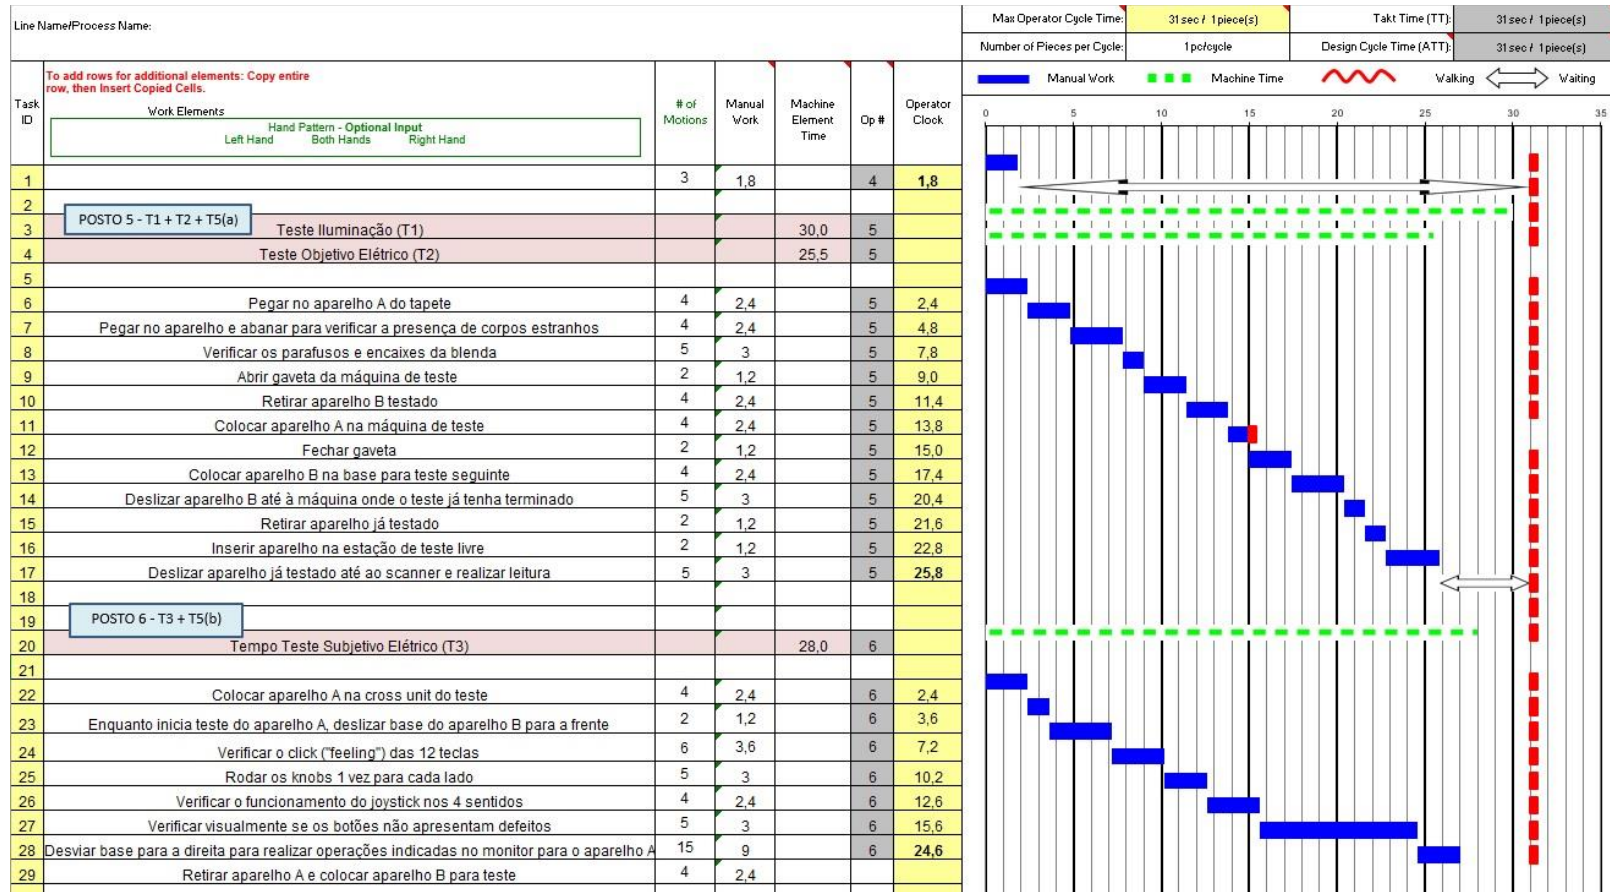 Line Name/Process Name:
Max Operator Cycle Time: 31 sec / 1 piece(s) Takt Time (TT): 31 sec / 1 piece(s)
Number of Pieces per Cycle: 1 pc/cycle Design Cycle Time (ATT): 31 sec / 1 piece(s)
To add rows for additional elements: Copy entire
row, then Insert Copied Cells.
Manual Work Machine Time Walking Waiting
Task ID Work Elements # of Motions Manual Work Machine Element Time Op # Operator Clock
Hand Pattern - Optional Input
Left Hand Both Hands Right Hand
0 5 10 15 20 25 30 35
1 3 1,8 4 1,8
2
POSTO 5 - T1 + T2 + T5(a)
3 Teste Iluminação (T1) 30,0 5
4 Teste Objetivo Elétrico (T2) 25,5 5
5
6 Pegar no aparelho A do tapete 4 2,4 5 2,4
7 Pegar no aparelho e abanar para verificar a presença de corpos estranhos 4 2,4 5 4,8
8 Verificar os parafusos e encaixes da blenda 5 3 5 7,8
9 Abrir gaveta da máquina de teste 2 1,2 5 9,0
10 Retirar aparelho B testado 4 2,4 5 11,4
11 Colocar aparelho A na máquina de teste 4 2,4 5 13,8
12 Fechar gaveta 2 1,2 5 15,0
13 Colocar aparelho B na base para teste seguinte 4 2,4 5 17,4
14 Deslizar aparelho B até à máquina onde o teste já tenha terminado 5 3 5 20,4
15 Retirar aparelho já testado 2 1,2 5 21,6
16 Inserir aparelho na estação de teste livre 2 1,2 5 22,8
17 Deslizar aparelho já testado até ao scanner e realizar leitura 5 3 5 25,8
18
19
POSTO 6 - T3 + T5(b)
20 Tempo Teste Subjetivo Elétrico (T3) 28,0 6
21
22 Colocar aparelho A na cross unit do teste 4 2,4 6 2,4
23 Enquanto inicia teste do aparelho A, deslizar base do aparelho B para a frente 2 1,2 6 3,6
24 Verificar o click ("feeling") das 12 teclas 6 3,6 6 7,2
25 Rodar os knobs 1 vez para cada lado 5 3 6 10,2
26 Verificar o funcionamento do joystick nos 4 sentidos 4 2,4 6 12,6
27 Verificar visualmente se os botões não apresentam defeitos 5 3 6 15,6
28 Desviar base para a direita para realizar operações indicadas no monitor para o aparelho A 15 9 6 24,6
29 Retirar aparelho A e colocar aparelho B para teste 4 2,4